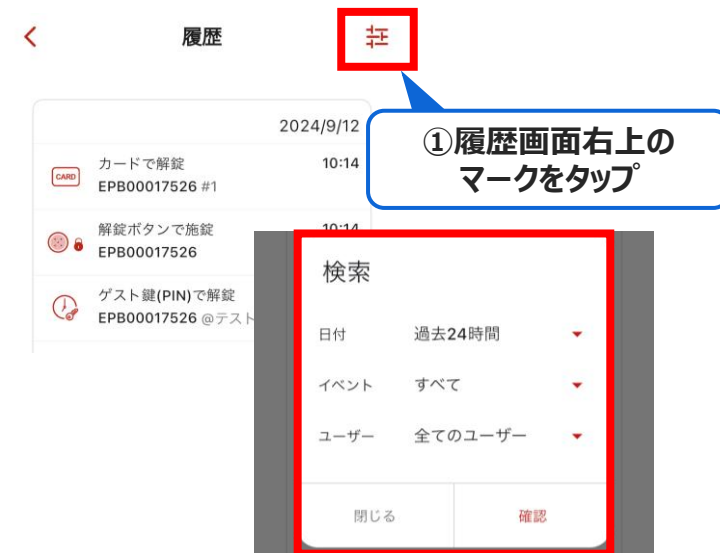 履歴
①履歴画面右上の
マークをタップ
2024/9/12
CARD
カードで解錠 10:14
EPB00017526 #1
解錠ボタンで施錠 10:14
EPB00017526
ゲスト鍵(PIN)で解錠
EPB00017526 @テスト
検索
日付 過去24時間
イベント すべて
ユーザー 全てのユーザー
閉じる 確認